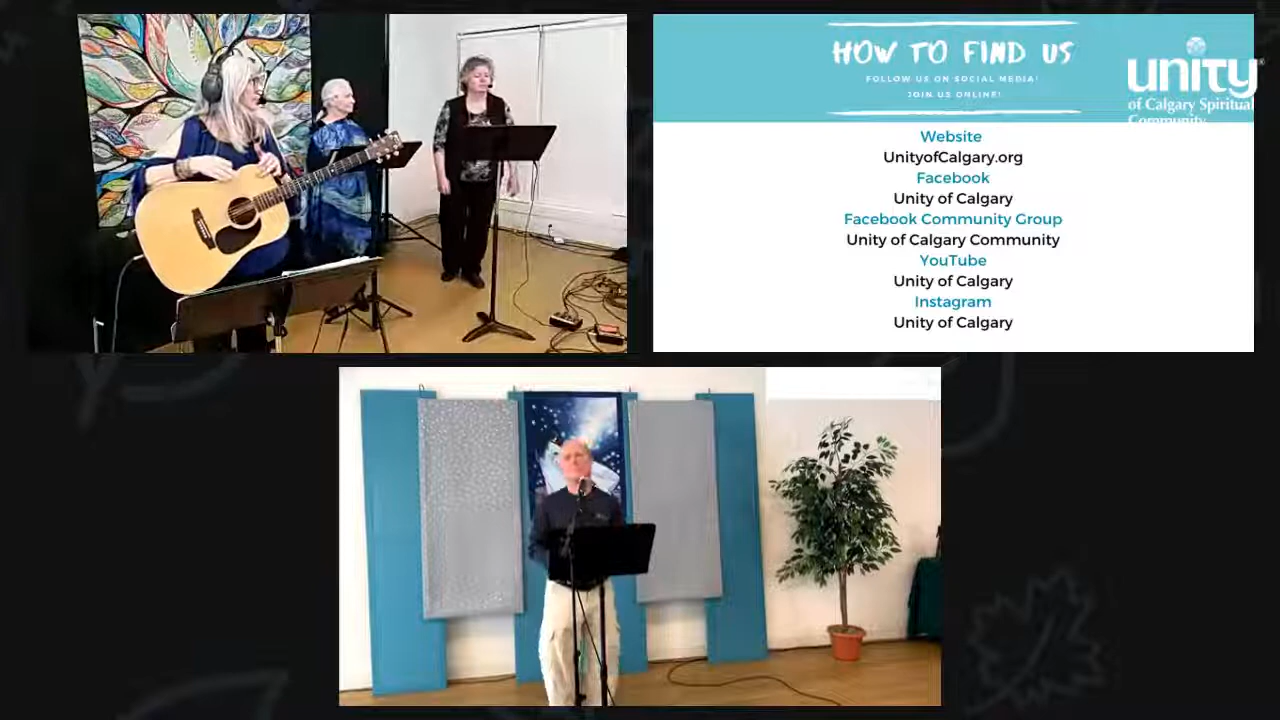 HOW TO FIND US
FOLLOW US ON SOCIAL MEDIA!
JOIN US ONLINE!
unity®
of Calgary Spiritual
Community
Website
UnityofCalgary.org
Facebook
Unity of Calgary
Facebook Community Group
Unity of Calgary Community
YouTube
Unity of Calgary
Instagram
Unity of Calgary